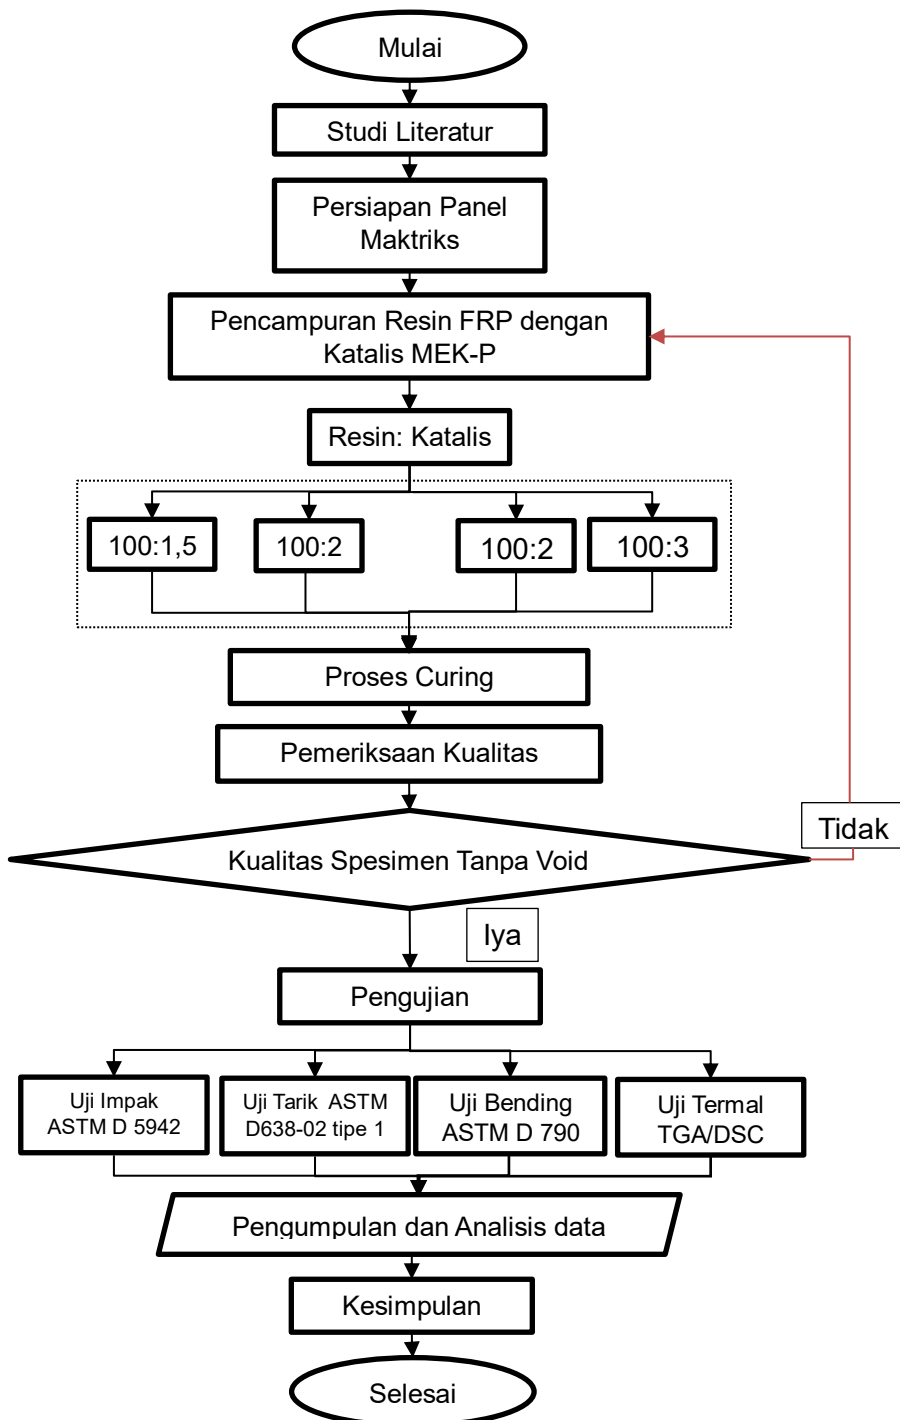 Mulai
Studi Literatur
Persiapan Panel
Maktriks
Pencampuran Resin FRP dengan
Katalis MEK-P
Resin: Katalis
100:1,5
100:2
100:2
100:3
Proses Curing
Pemeriksaan Kualitas
Kualitas Spesimen Tanpa Void
Tidak
Iya
Pengujian
Uji Impak
ASTM D 5942
Uji Tarik ASTM
D638-02 tipe 1
Uji Bending
ASTM D 790
Uji Termal
TGA/DSC
Pengumpulan dan Analisis data
Kesimpulan
Selesai